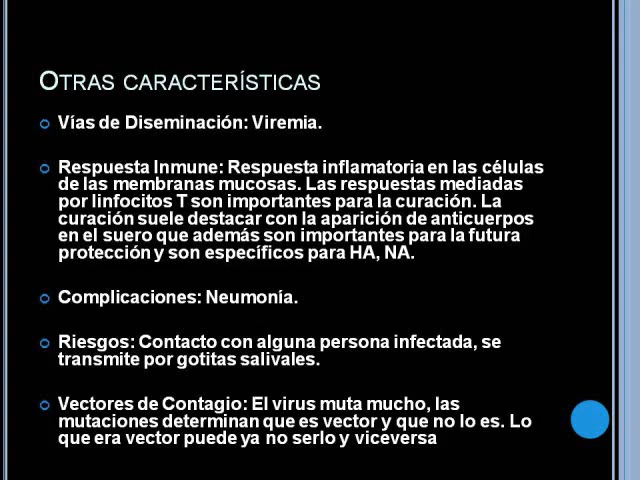 OTRAS CARACTERÍSTICAS
Vías de Diseminación: Viremia.
Respuesta Inmune: Respuesta inflamatoria en las células
de las membranas mucosas. Las respuestas mediadas
por linfocitos T son importantes para la curación. La
curación suele destacar con la aparición de anticuerpos
en el suero que además son importantes para la futura
protección y son específicos para HA, NA.
Complicaciones: Neumonía.
Riesgos: Contacto con alguna persona infectada, se
transmite por gotitas salivales.
Vectores de Contagio: El virus muta mucho, las
mutaciones determinan que es vector y que no lo es. Lo
que era vector puede ya no serlo y viceversa